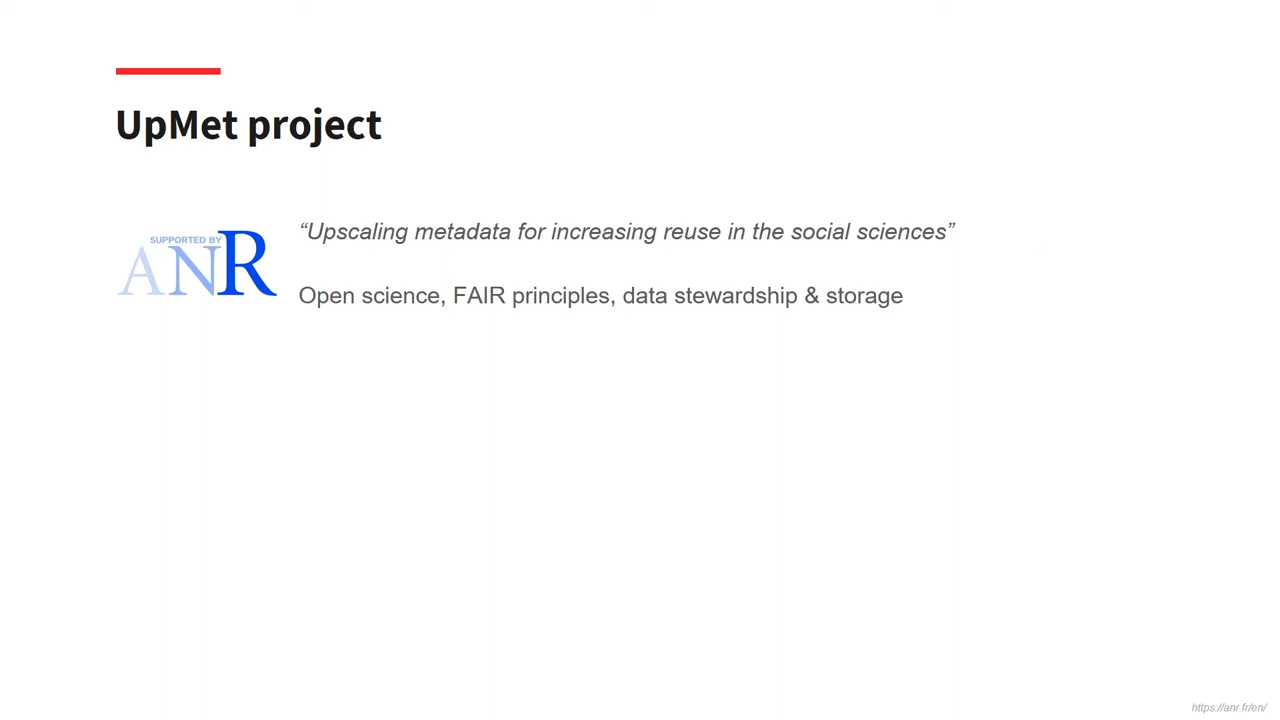 UpMet project
SUPPORTED BY
ANR
“Upscaling metadata for increasing reuse in the social sciences”
Open science, FAIR principles, data stewardship & storage
https://anr.fr/en/